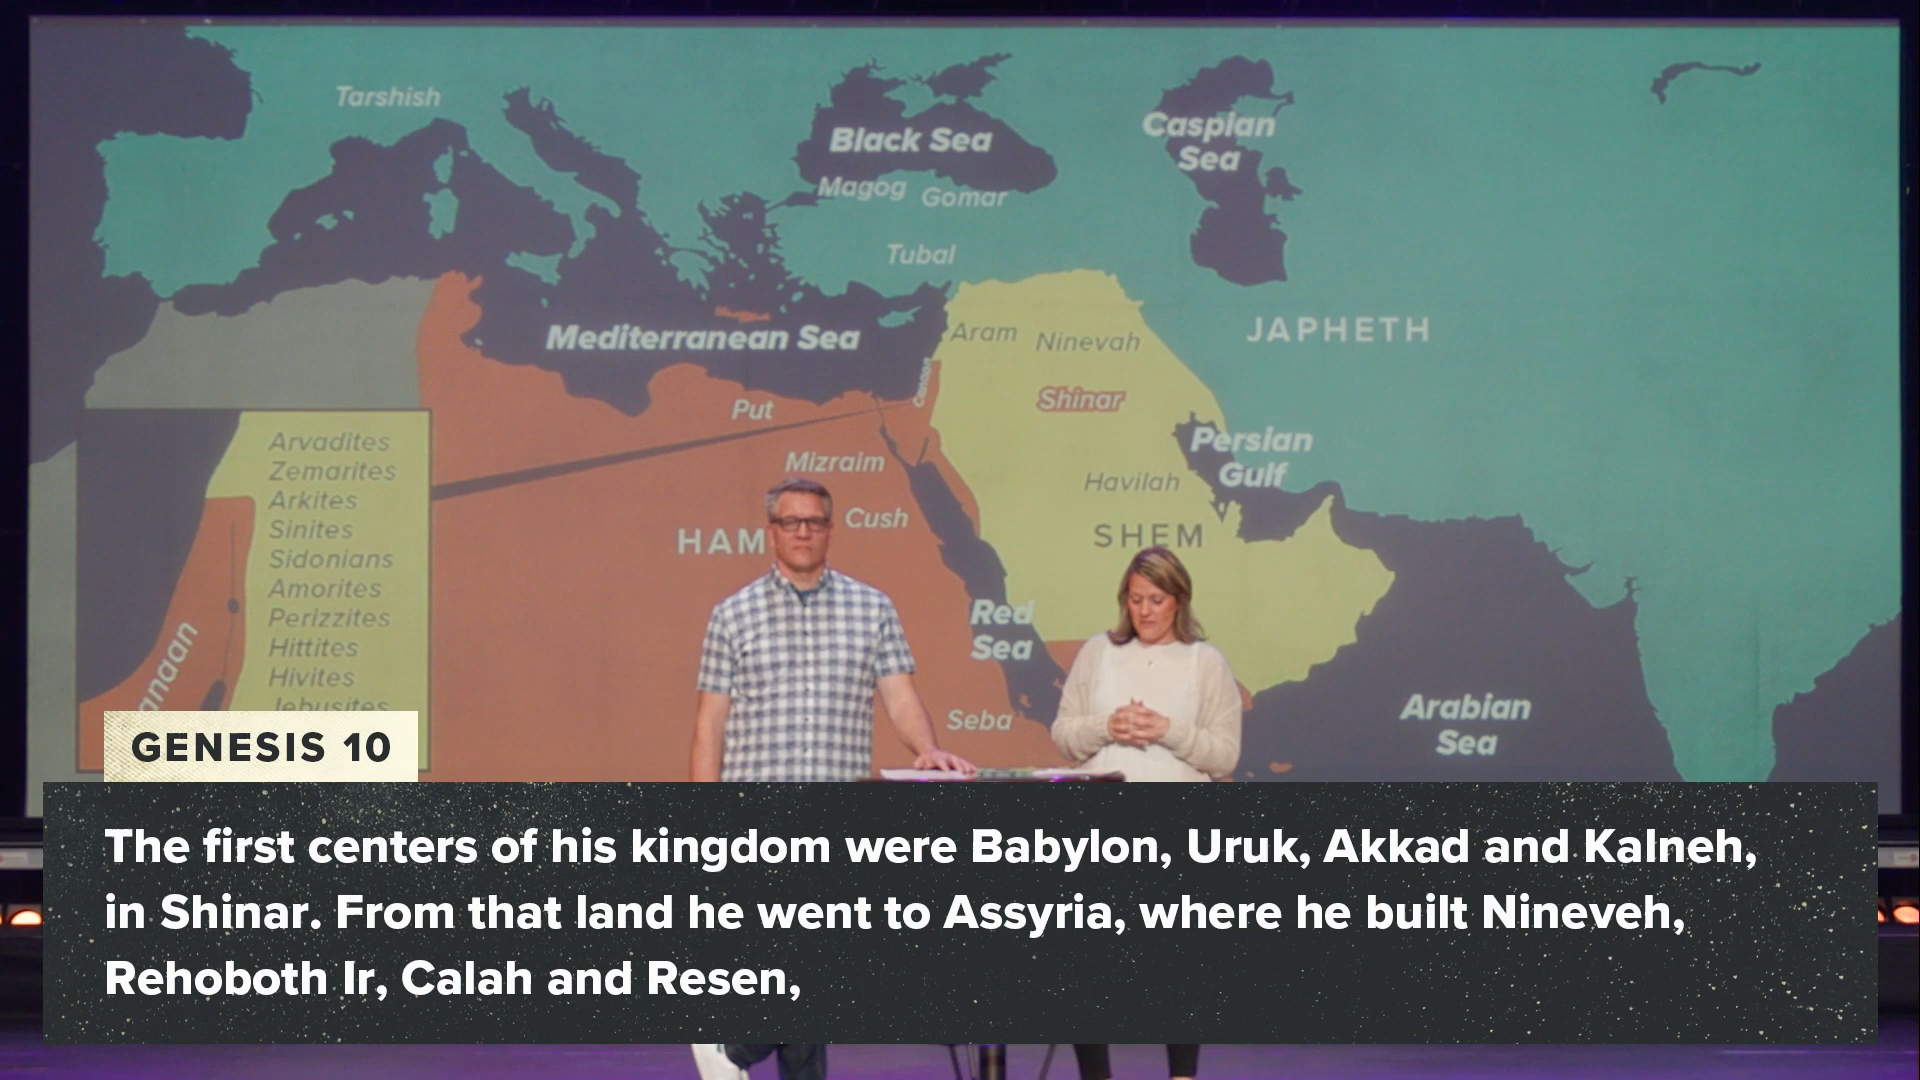 Tarshish
Black Sea
Caspian
Sea
Magog
Gomar
Tubal
JAPHETH
Mediterranean Sea
Aram
Ninevah
Shinar
Put
Persian
Gulf
Mizraim
Havilah
Cush
HAM
SHEM
Arvadites
Zemarites
Arkites
Sinites
Sidonians
Amorites
Perizzites
Hittites
Hivites
Jebusites
anaan
Red
Sea
Seba
Arabian
Sea
GENESIS 10
The first centers of his kingdom were Babylon, Uruk, Akkad and Kalneh,
in Shinar. From that land he went to Assyria, where he built Nineveh,
Rehoboth Ir, Calah and Resen,